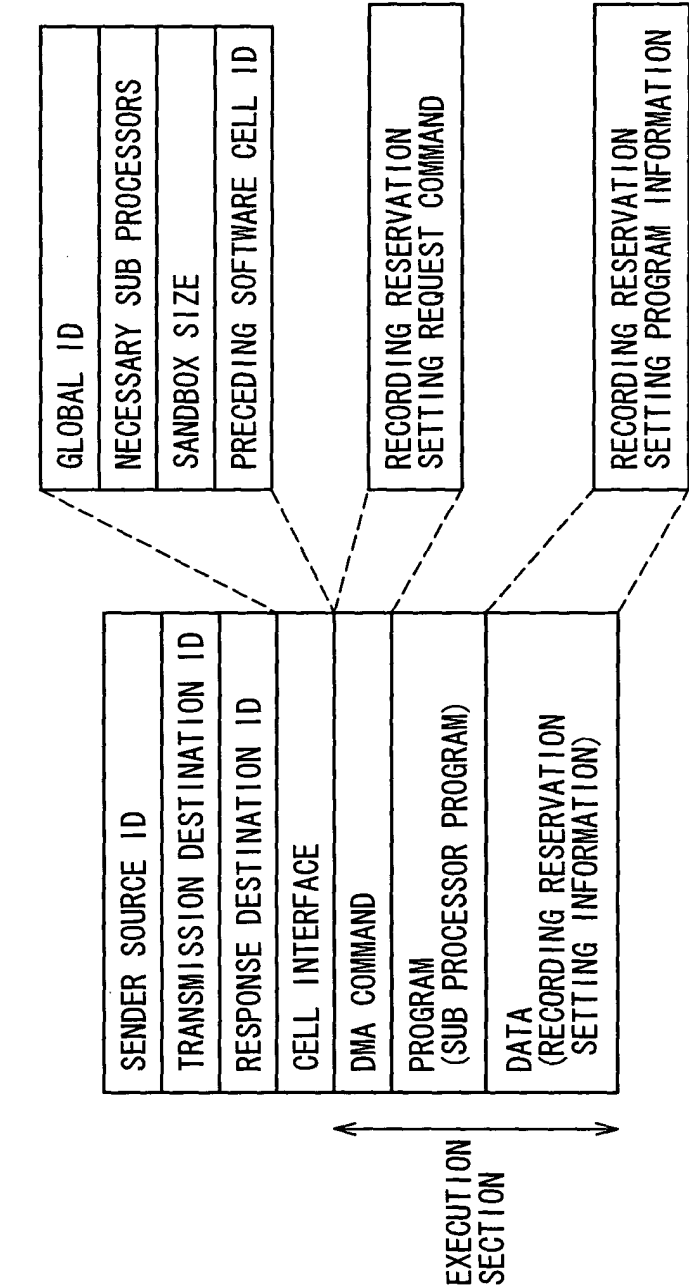 SENDER SOURCE ID
TRANSMISSION DESTINATION ID
RESPONSE DESTINATION ID
CELL INTERFACE
DMA COMMAND
PROGRAM
(SUB PROCESSOR PROGRAM)
DATA
(RECORDING RESERVATION
SETTING INFORMATION)
EXECUTION
SECTION
GLOBAL ID
NECESSARY SUB PROCESSORS
SANDBOX SIZE
PRECEDING SOFTWARE CELL ID
RECORDING RESERVATION
SETTING REQUEST COMMAND
RECORDING RESERVATION
SETTING PROGRAM INFORMATION